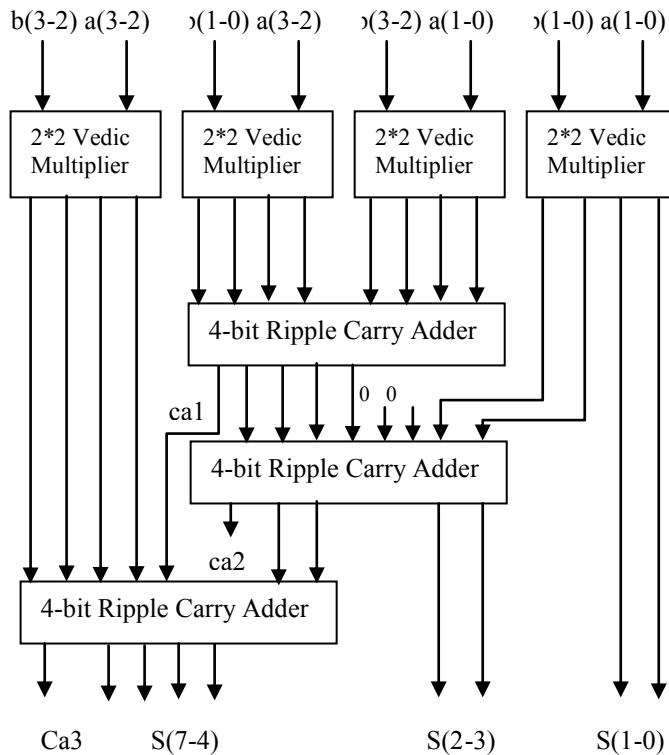 b(3-2) a(3-2) b(1-0) a(3-2) b(3-2) a(1-0) b(1-0) a(1-0)
2*2 Vedic
Multiplier
2*2 Vedic
Multiplier
2*2 Vedic
Multiplier
2*2 Vedic
Multiplier
4-bit Ripple Carry Adder
0 0
ca1
4-bit Ripple Carry Adder
ca2
4-bit Ripple Carry Adder
Ca3 S(7-4) S(2-3) S(1-0)